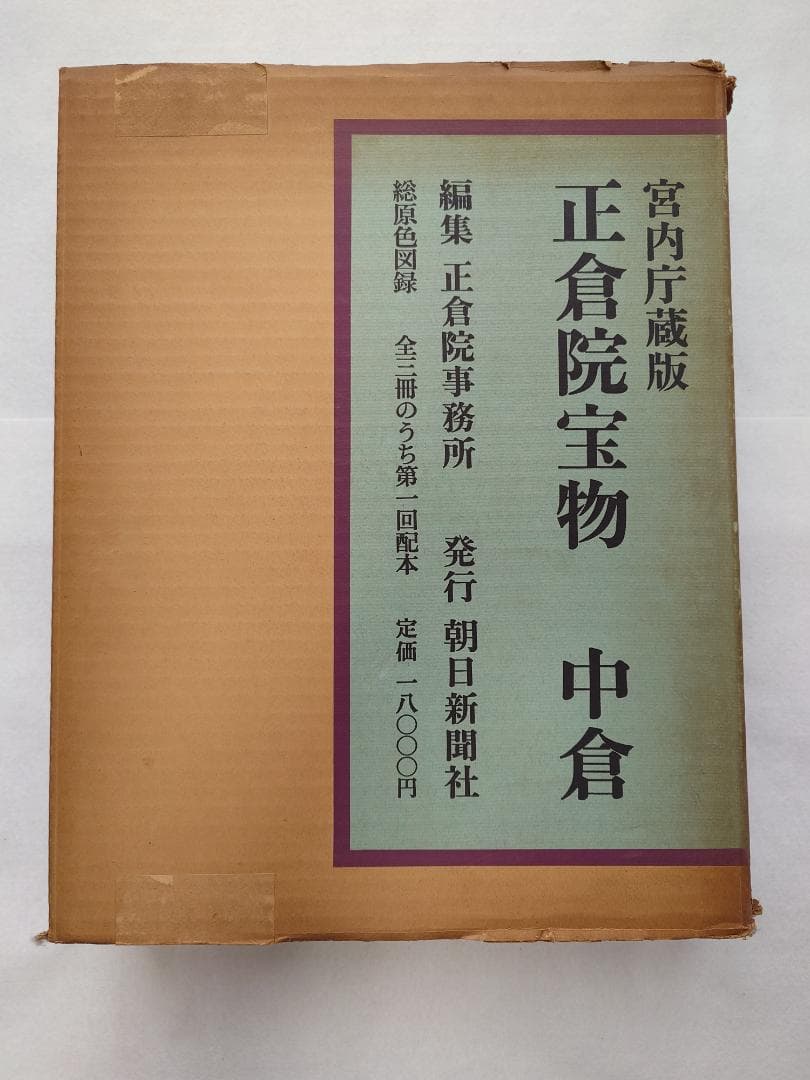 宮内庁蔵版
正倉院宝物 中倉
編集 正倉院事務所 発行 朝日新聞社
総原色図録 全三冊のうち第一回配本 定価 一八〇〇〇円